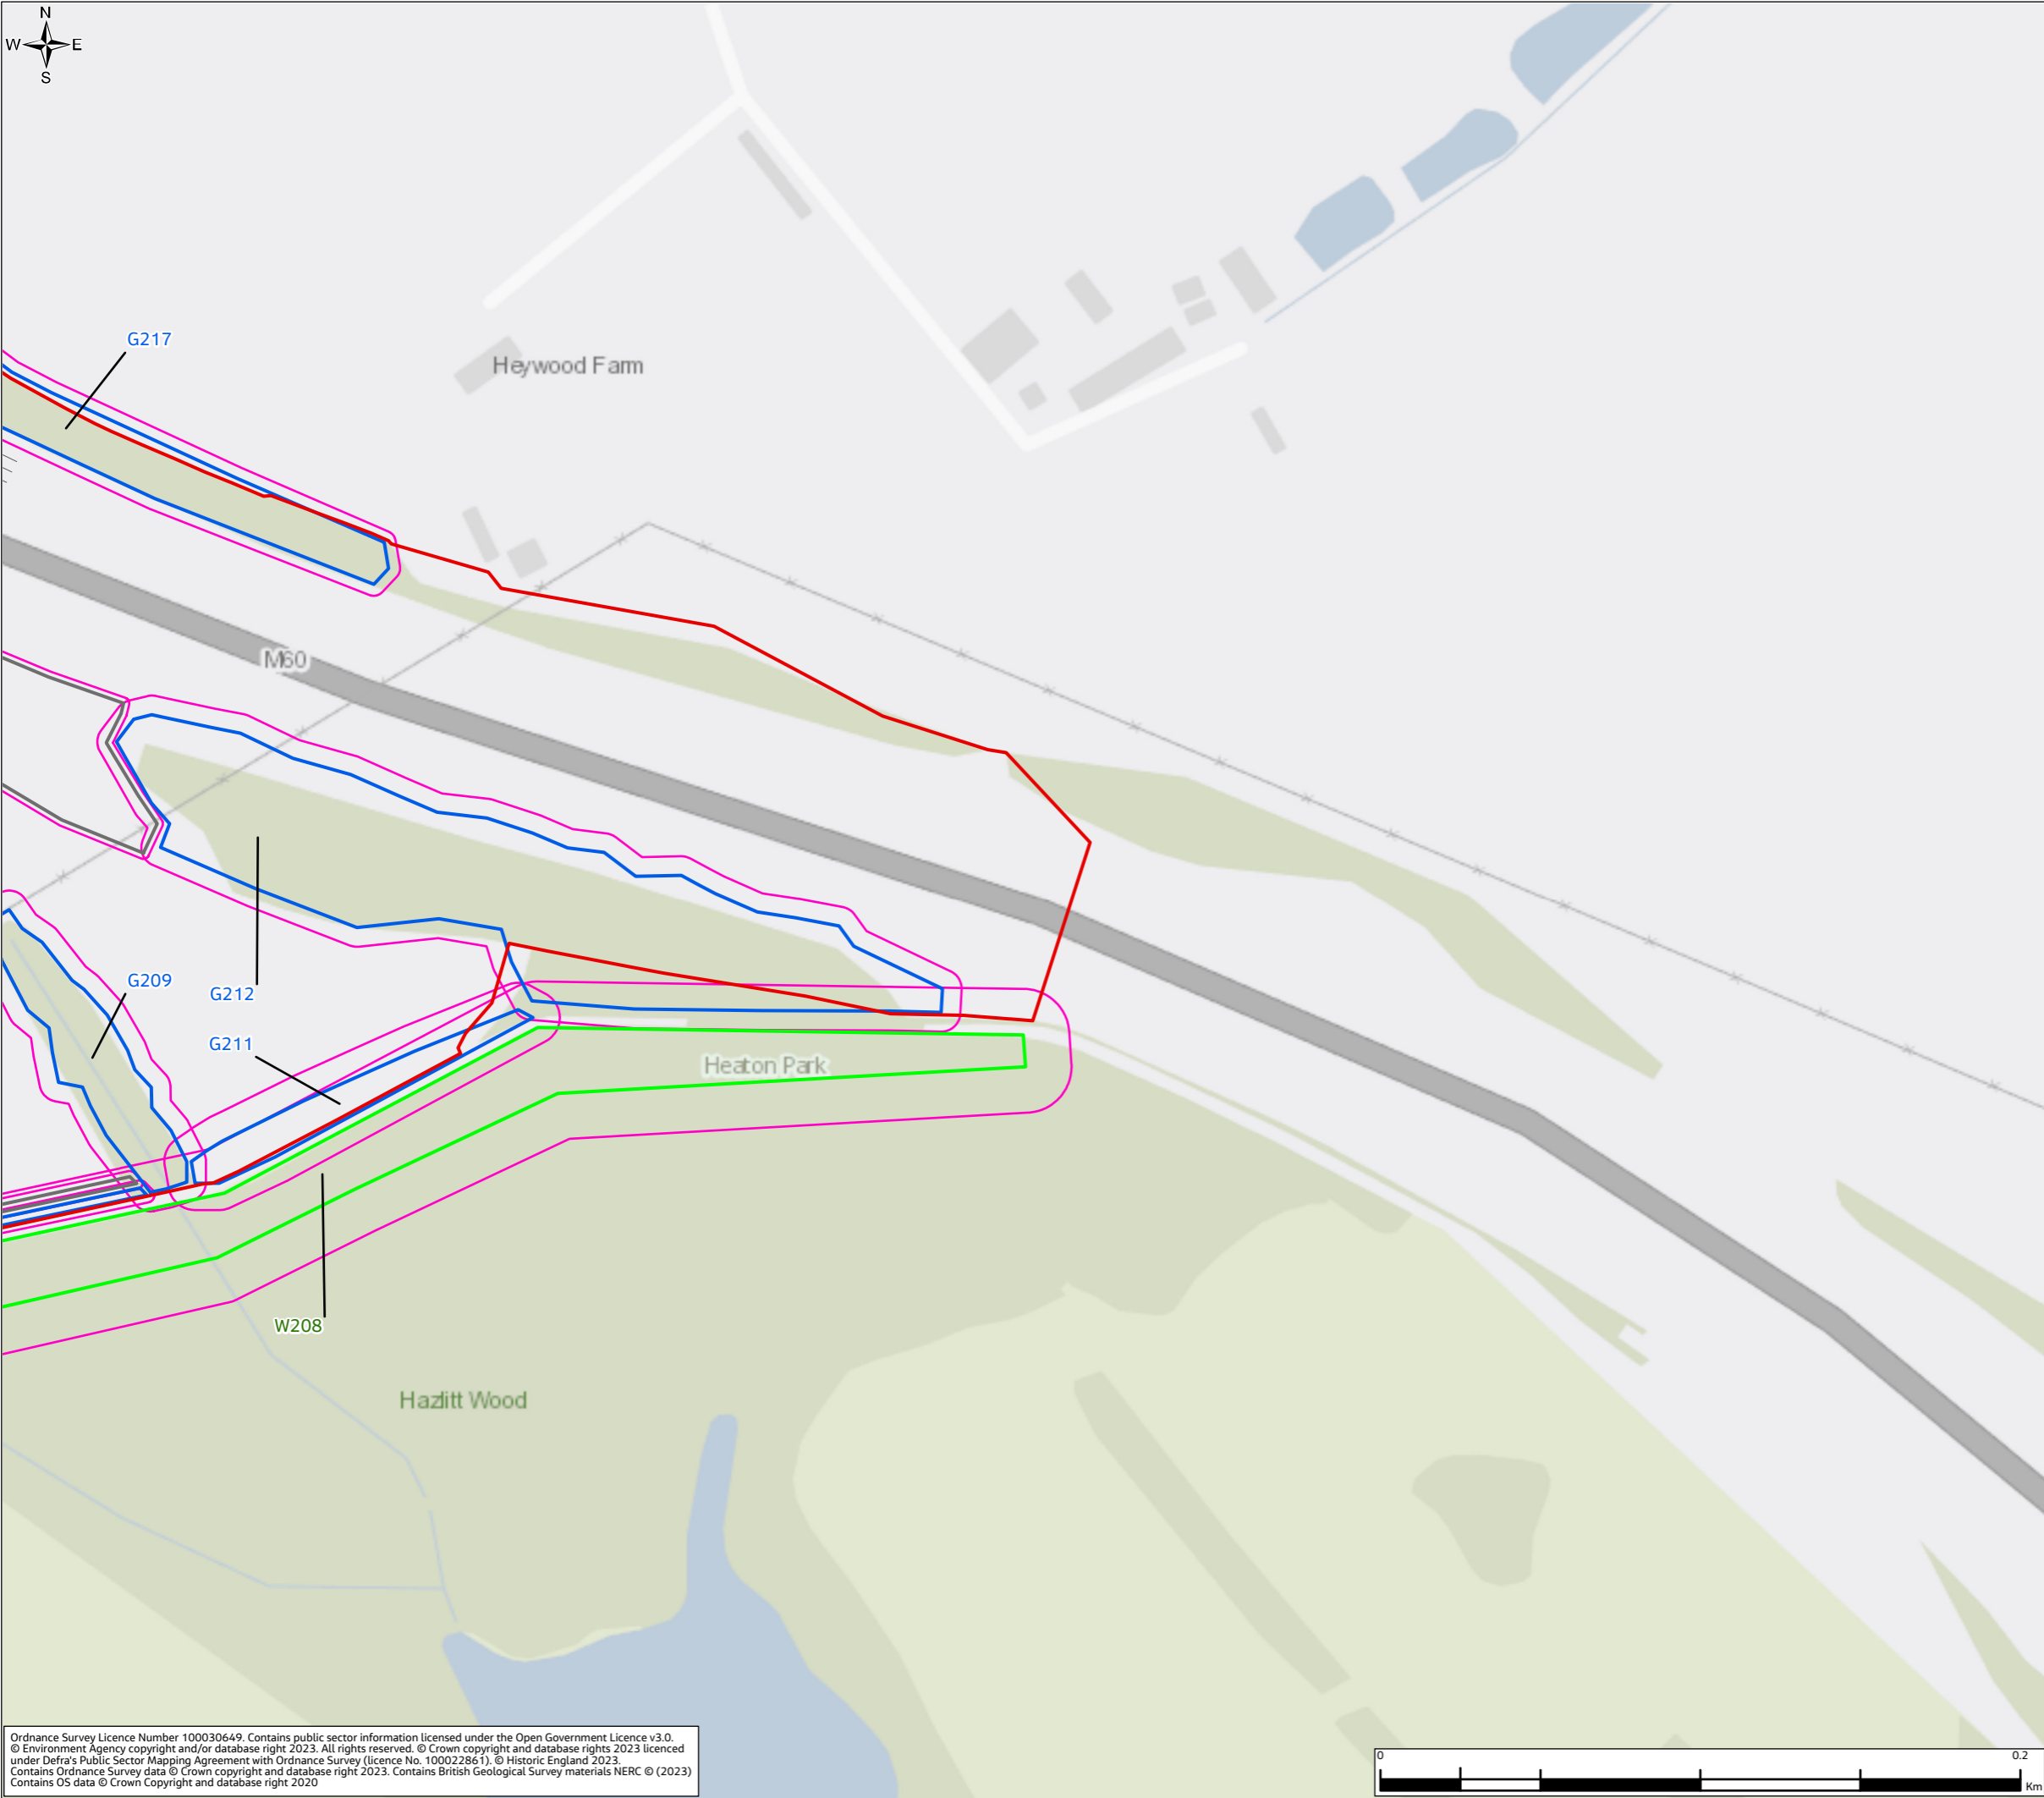 N
W E
S
G217
Heywood Farm
M60
G209
G212
G211
Heaton Park
W208
Hazlitt Wood
Ordnance Survey Licence Number 100030649. Contains public sector information licensed under the Open Government Licence v3.0.
© Environment Agency copyright and/or database right 2023. All rights reserved. © Crown copyright and database rights 2023 licenced
under Defra's Public Sector Mapping Agreement with Ordnance Survey (licence No. 100022861). © Historic England 2023.
Contains Ordnance Survey data © Crown copyright and database right 2023. Contains British Geological Survey materials NERC © (2023)
Contains OS data © Crown Copyright and database right 2020
0 0.2
Km